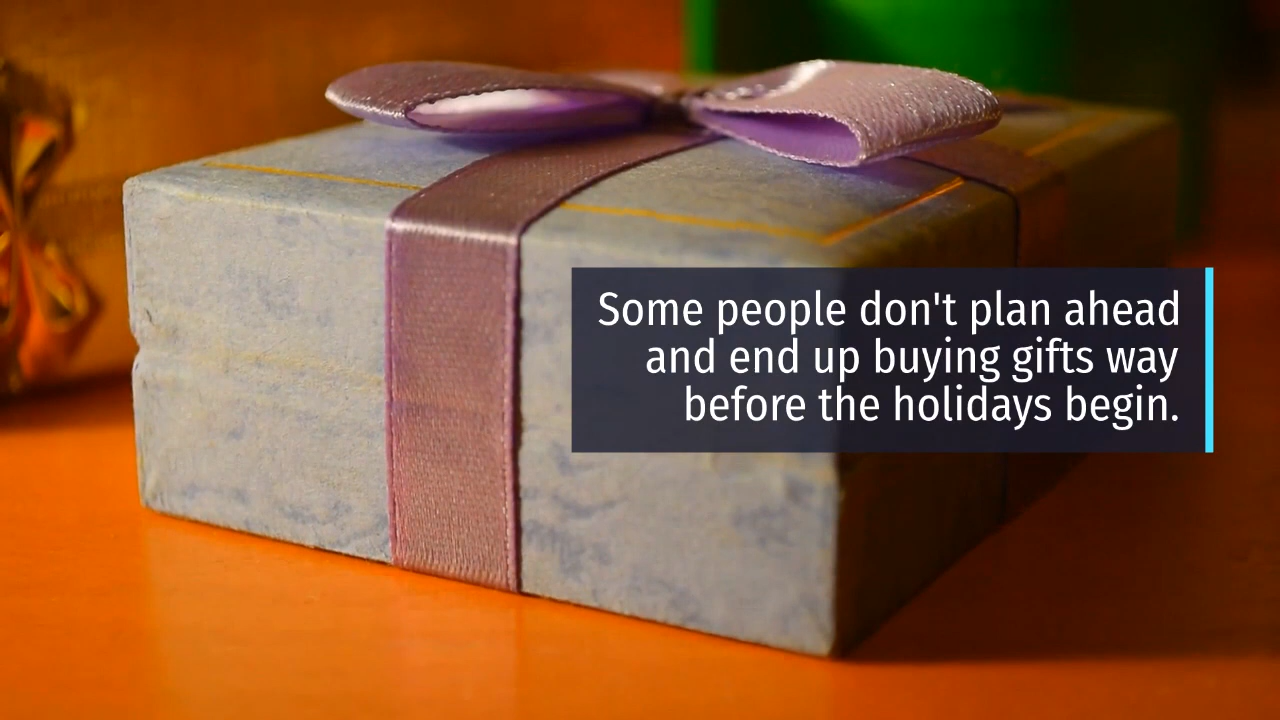 Some people don't plan ahead
and end up buying gifts way
before the holidays begin.